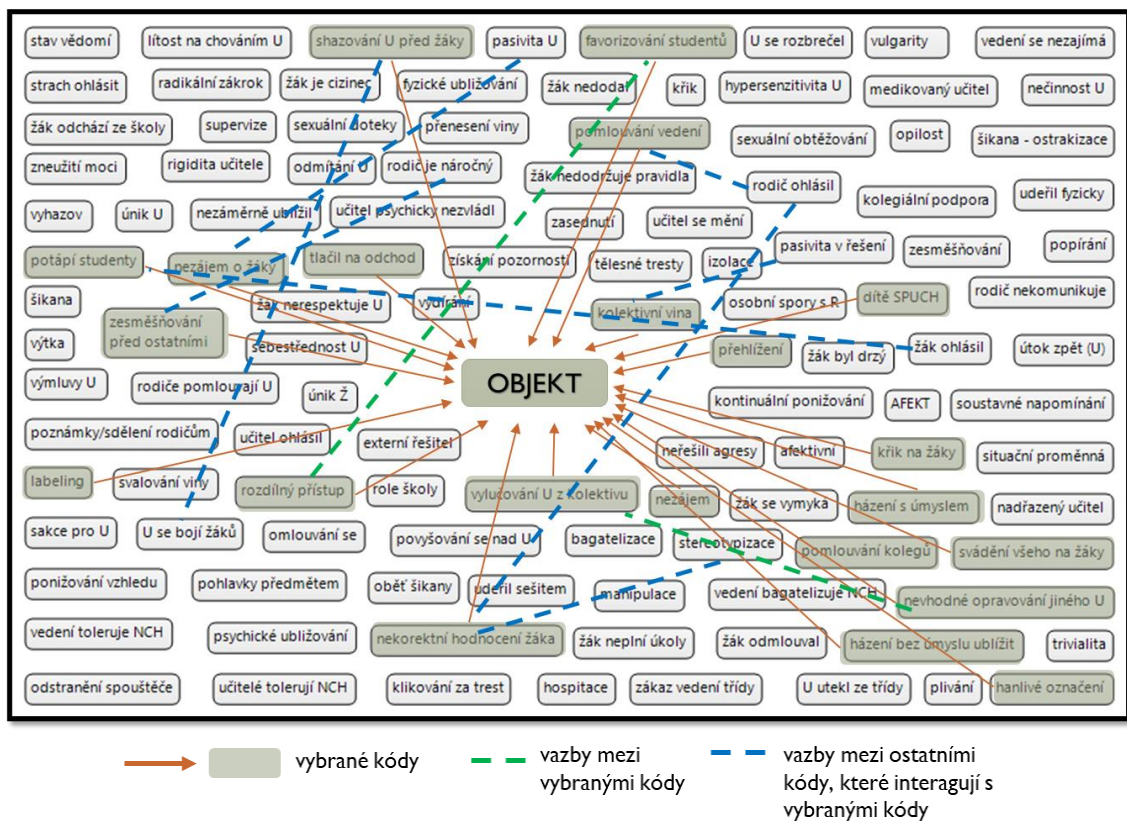 stav vědomí
lítost na chováním U
shazování U před žáky
pasivita U
favorizování studentů
U se rozbrečel
vulgarity
vedení se nezajímá
strach ohlásit
radikální zákrok
žák je cizinec
fyzické ubližování
žák nedodal
křik
hypersenzitivita U
medikovaný učitel
nečinnost U
žák odchází ze školy
supervize
sexuální doteky
přenesení viny
pomlouvání vedení
sexuální obtěžování
opilost
šikana - ostrakizace
zneužití moci
rigidita učitele
odmítání U
rodič je náročný
žák nedodržuje pravidla
rodič ohlásil
kolegiální podpora
udeřil fyzicky
vyhazov
únik U
nezáměrně ublížil
učitel psychicky nezvládl
zasednutí
učitel se mění
pasivita v řešení
zesměšňování
popírání
potápí studenty
nezájem o žáky
tlačil na odchod
získání pozornosti
tělesné tresty
izolace
šikana
žák nerespektuje U
vydírání
kolektivní vina
osobní spory s R
dítě SPUCH
rodič nekomunikuje
zesměšňování
před ostatními
výtka
sebestřednost U
přehlížení
žák byl drzý
žák ohlásil
útok zpět (U)
OBJEKT
výmluvy U
rodiče pomlourají U
únik Ž
kontinuální ponižování
AFEKT
soustavné napomínání
poznámky/sdělení rodičům
učitel ohlásil
externí řešitel
neřešili agresy
afektivní
křik na žáky
situační proměnná
labeling
svalování viny
rozdílný přístup
role školy
vylučování U z kolektivu
nezájem
žák se vymyka
házení s úmyslem
nadřazený učitel
sakce pro U
U se bojí žáků
omlouvání se
povyšování se nad U
bagatelizace
stereotypizace
pomlouvání kolegů
svádění všeho na žáky
ponižování vzhledu
pohlavky předmětem
oběť šikany
uderil sešitem
manipulace
vedení bagatelizuje NCH
nevhodné opravování jiného U
vedení toleruje NCH
psychické ubližování
nekorektní hodnocení žáka
žák neplní úkoly
žák odmlouval
házení bez úmyslu ublížit
trivialita
odstranění spouštěče
učitelé tolerují NCH
klikování za trest
hospitace
zákaz vedení třídy
U utekl ze třídy
plivání
hanlivé označení
vybrané kódy
vazby mezi
vybranými kódy
vazby mezi ostatními
kódy, které interagují s
vybranými kódy